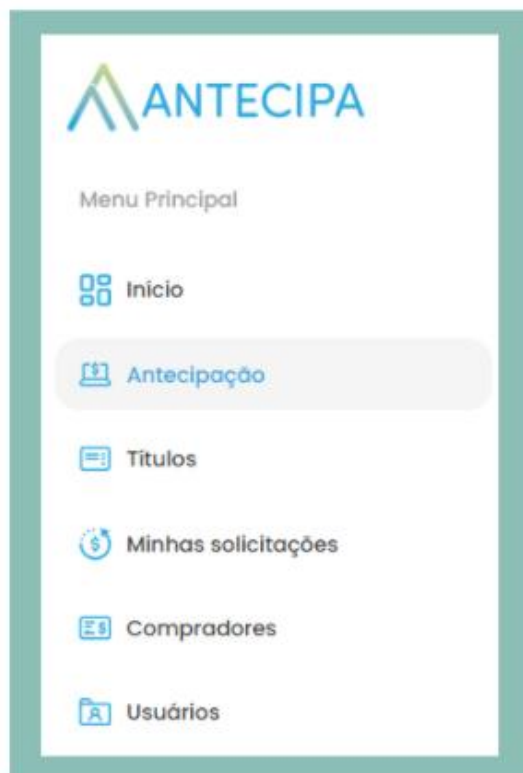 ANTECIPA
Menu Principal
Início
Antecipação
Títulos
Minhas solicitações
Compradores
Usuários